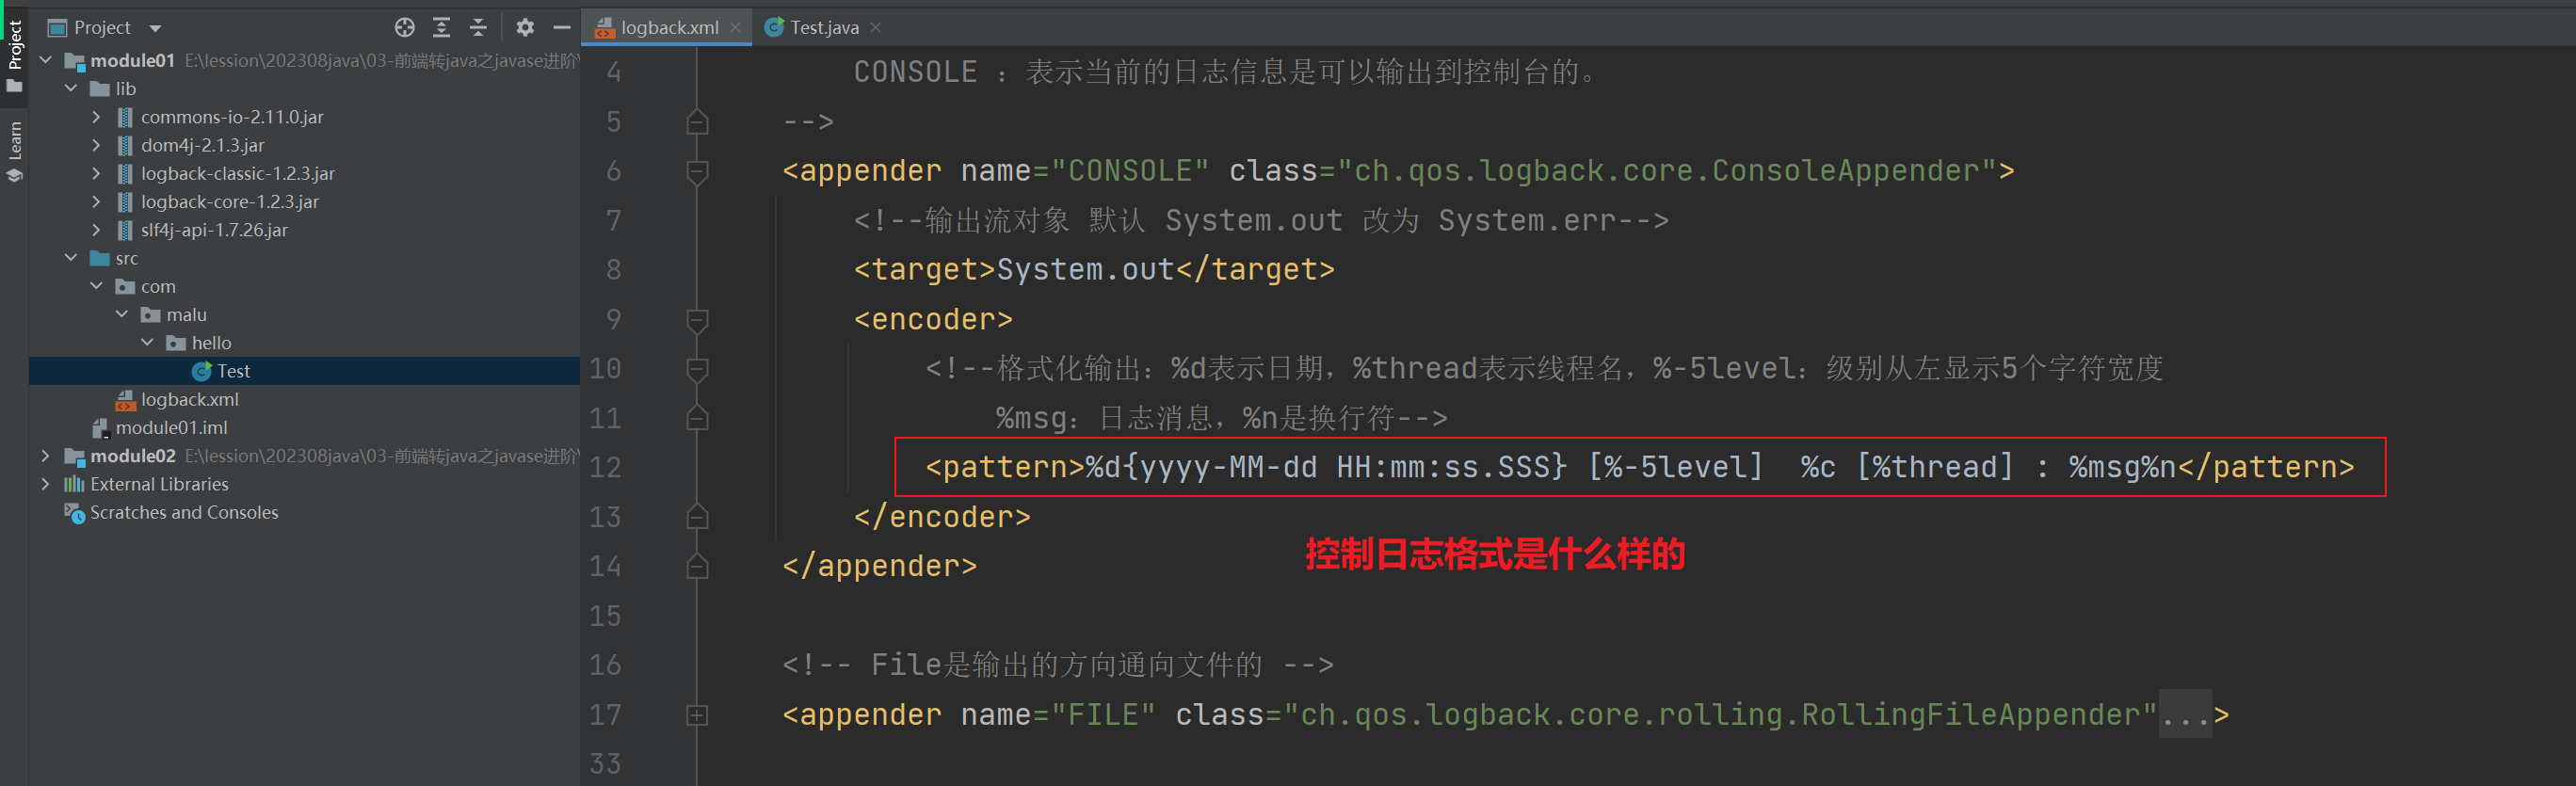 Project
Learn
Project
module01 E:\lession\202308java\03-前端转java之javase进阶\
lib
commons-io-2.11.0.jar
dom4j-2.1.3.jar
logback-classic-1.2.3.jar
logback-core-1.2.3.jar
slf4j-api-1.7.26.jar
src
com
malu
hello
Test
logback.xml
module01.iml
module02 E:\lession\202308java\03-前端转java之javase进阶\
External Libraries
Scratches and Consoles
logback.xml
Test.java
4 CONSOLE ：表示当前的日志信息是可以输出到控制台的。
5 -->
6 <appender name="CONSOLE" class="ch.qos.logback.core.ConsoleAppender">
7 <!--输出流对象 默认 System.out 改为 System.err-->
8 <target>System.out</target>
9 <encoder>
10 <!--格式化输出：%d表示日期，%thread表示线程名，%-5level：级别从左显示5个字符宽度
11 %msg：日志消息，%n是换行符-->
12 <pattern>%d{yyyy-MM-dd HH:mm:ss.SSS} [%-5level]  %c [%thread] : %msg%n</pattern>
13 </encoder>
控制日志格式是什么样的
14 </appender>
15
16 <!-- File是输出的方向通向文件的 -->
17 <appender name="FILE" class="ch.qos.logback.core.rolling.RollingFileAppender"...>
33